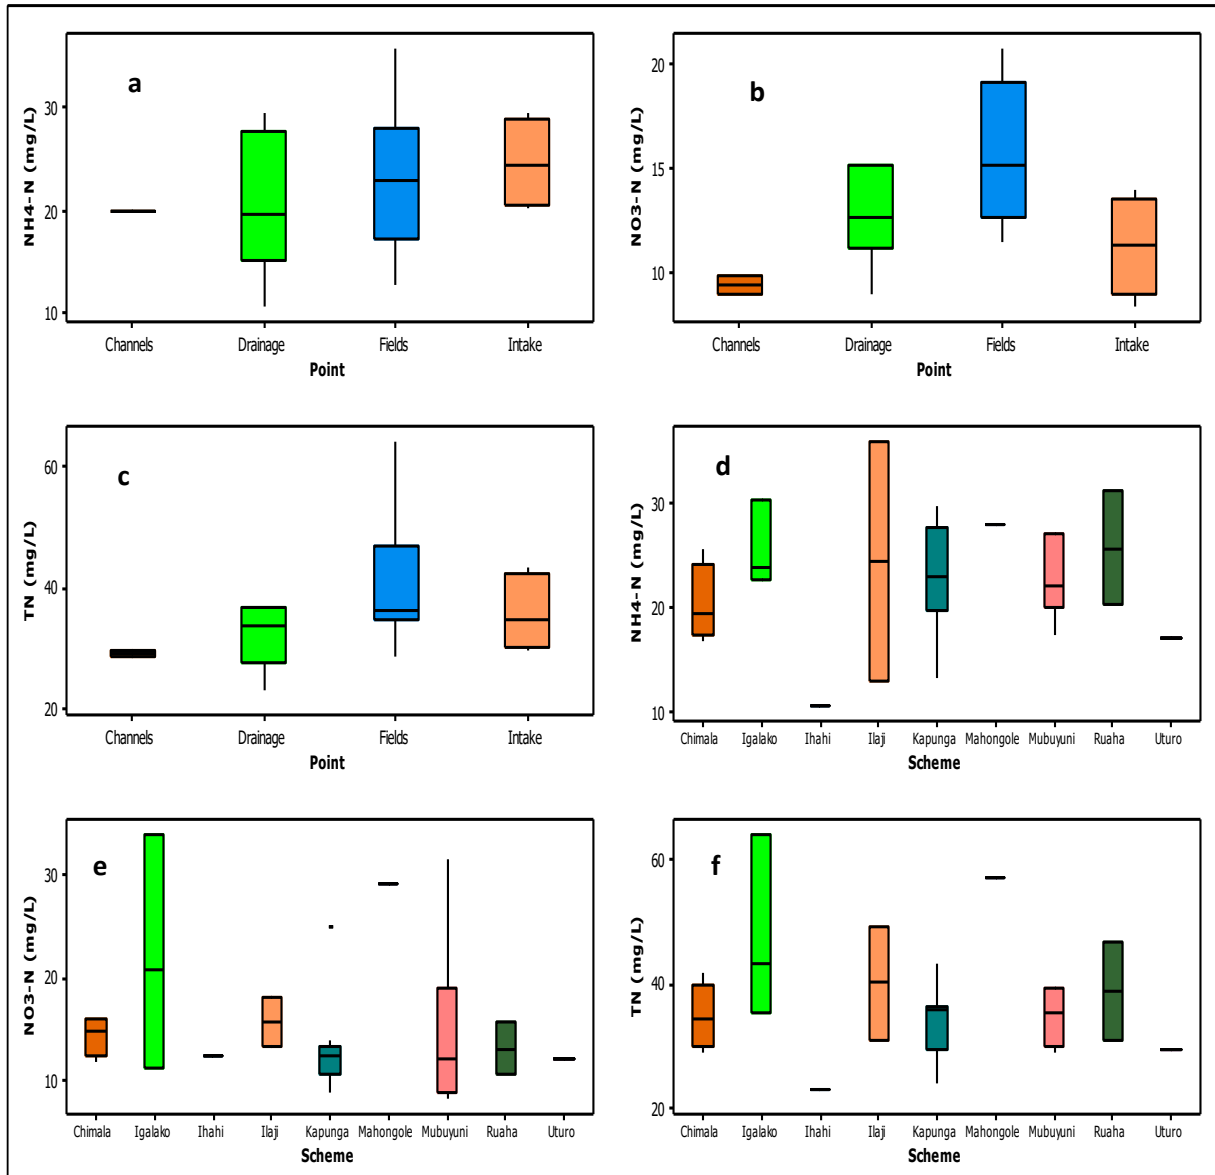 a
NH4-N (mg/L)
30
20
10
Channels Drainage Fields Intake
Point
b
NO3-N (mg/L)
20
15
10
Channels Drainage Fields Intake
Point
c
TN (mg/L)
60
40
20
Channels Drainage Fields Intake
Point
d
NH4-N (mg/L)
30
20
10
Chimala Igalako Ihahi Ilaji Kapunga Mahongole Mubuyuni Ruaha Uturo
Scheme
e
NO3-N (mg/L)
30
20
10
Chimala Igalako Ihahi Ilaji Kapunga Mahongole Mubuyuni Ruaha Uturo
Scheme
f
TN (mg/L)
60
40
20
Chimala Igalako Ihahi Ilaji Kapunga Mahongole Mubuyuni Ruaha Uturo
Scheme